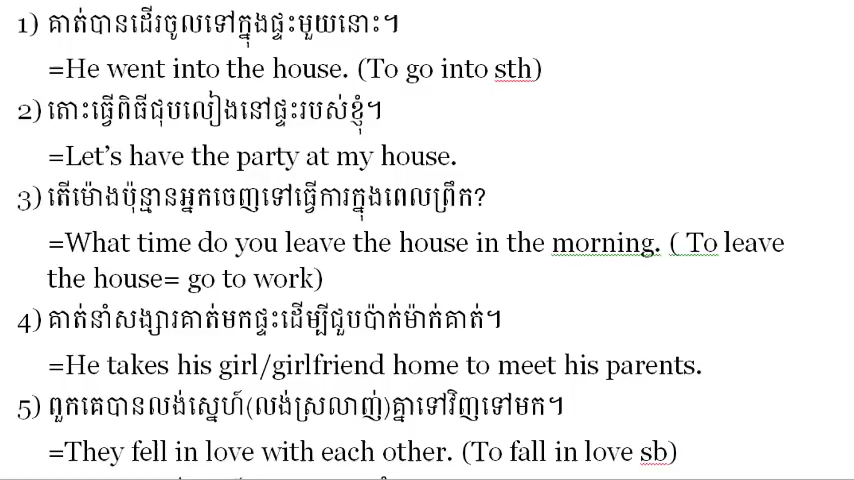 1) គាត់បានដើរចូលទៅក្នុងផ្ទះមួយនោះ។
=He went into the house. (To go into sth)
2) តោះធ្វើពិធីជុបលៀងនៅផ្ទះរបស់ខ្ញុំ។
=Let’s have the party at my house.
3) តើម៉ោងប៉ុន្មានអ្នកចេញទៅធ្វើការក្នុងពេលព្រឹក?
=What time do you leave the house in the morning. ( To leave
the house= go to work)
4) គាត់នាំសង្សារគាត់មកផ្ទះដើម្បីជួបប៉ាក់ម៉ាក់គាត់។
=He takes his girl/girlfriend home to meet his parents.
5) ពួកគេបានលង់ស្នេហ៍(លង់ស្រលាញ់)គ្នាទៅវិញទៅមក។
=They fell in love with each other. (To fall in love sb)